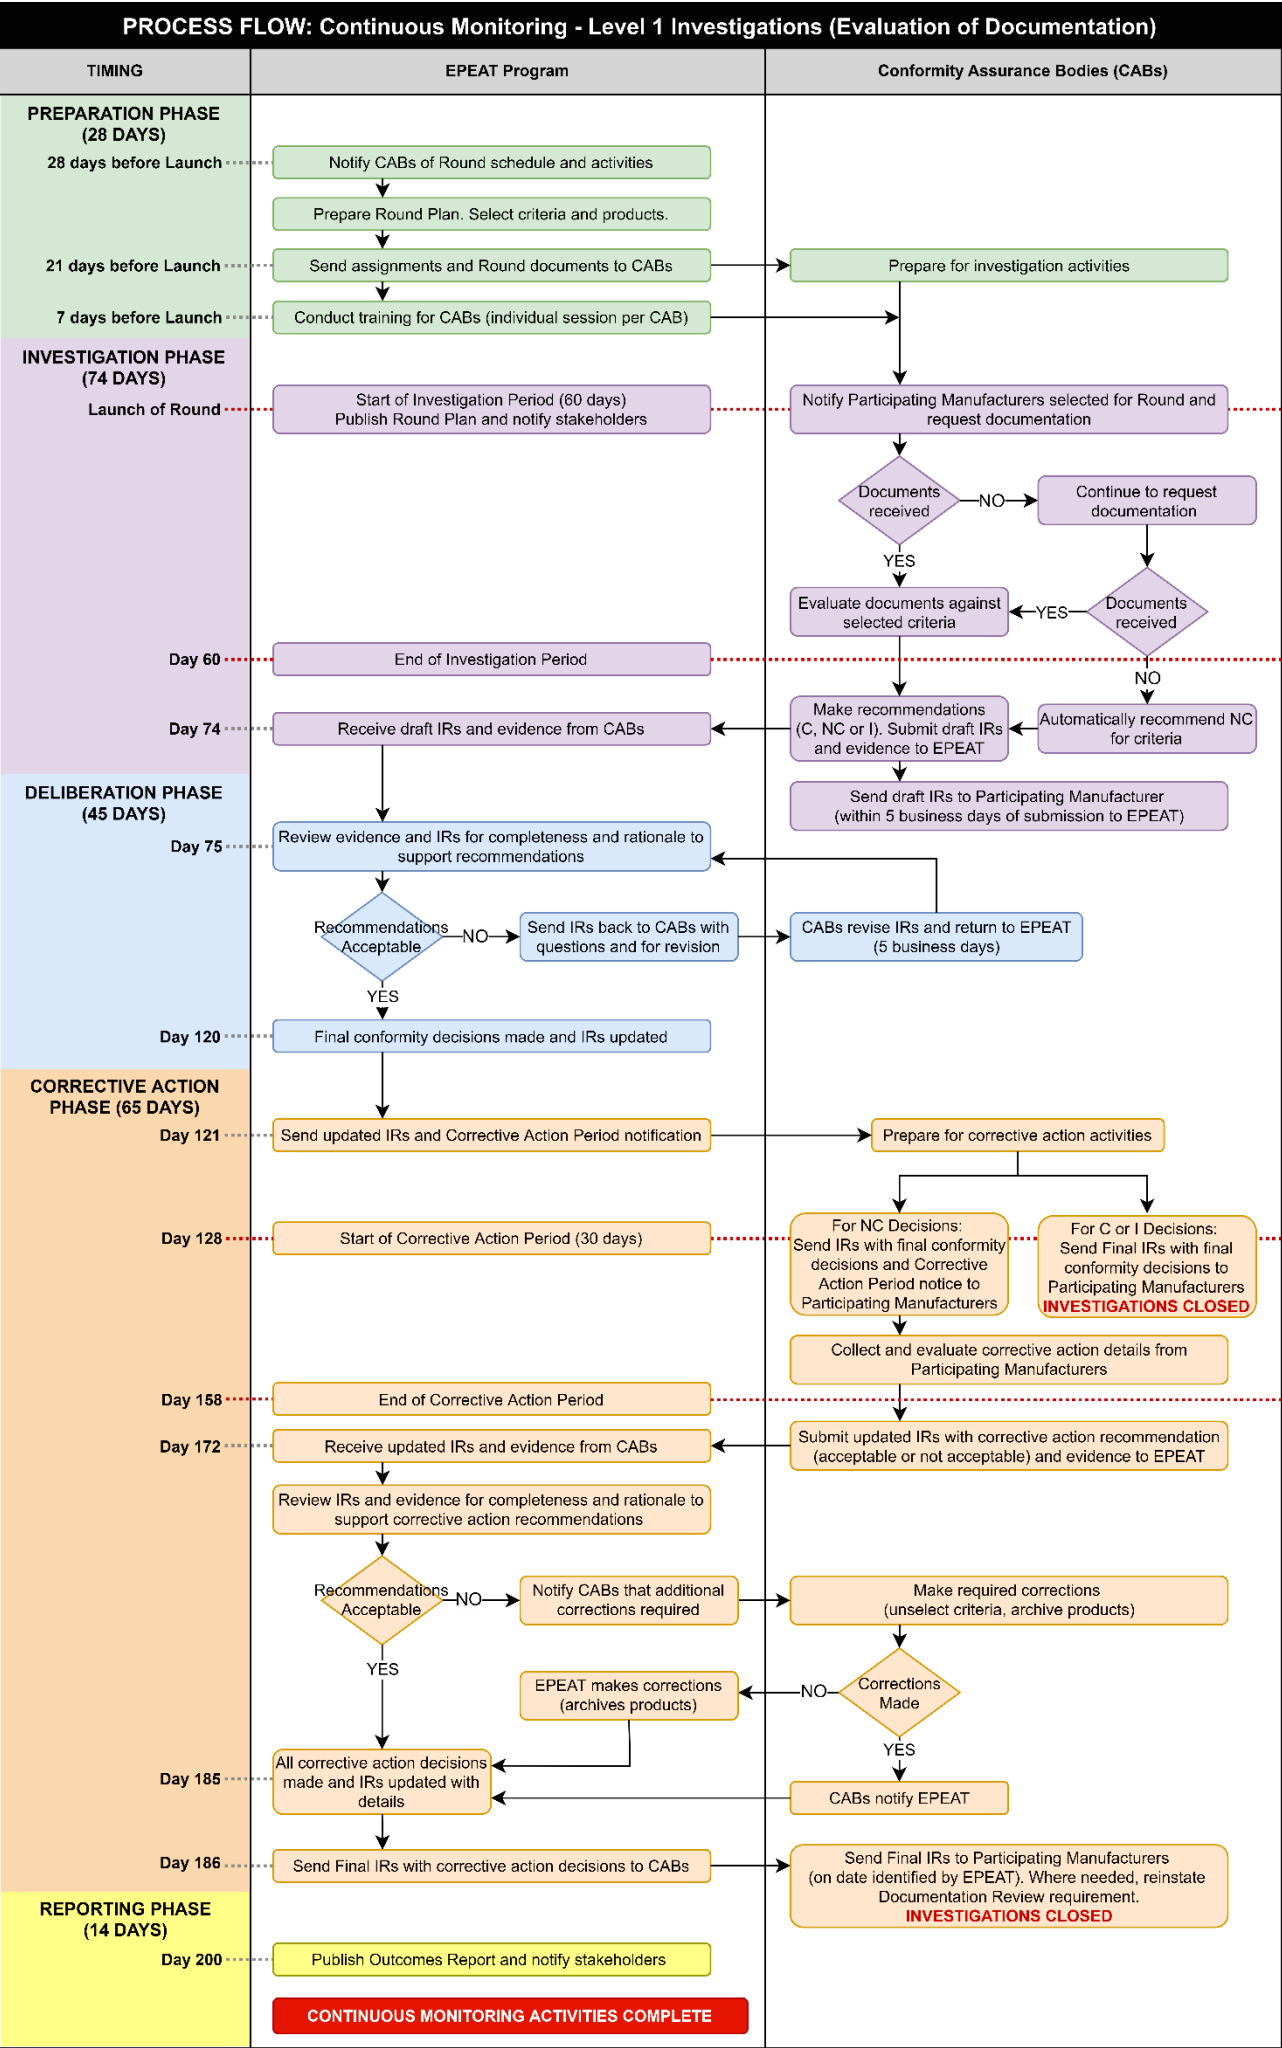 PROCESS FLOW: Continuous Monitoring - Level 1 Investigations (Evaluation of Documentation)
TIMING
EPEAT Program
Conformity Assurance Bodies (CABs)
PREPARATION PHASE
(28 DAYS)
28 days before Launch
Notify CABs of Round schedule and activities
Prepare Round Plan. Select criteria and products.
21 days before Launch
Send assignments and Round documents to CABs
Prepare for investigation activities
7 days before Launch
Conduct training for CABs (individual session per CAB)
INVESTIGATION PHASE
(74 DAYS)
Launch of Round
Start of Investigation Period (60 days)
Publish Round Plan and notify stakeholders
Notify Participating Manufacturers selected for Round and
request documentation
Documents
received
NO
Continue to request
documentation
YES
Evaluate documents against
selected criteria
YES
Documents
received
Day 60
End of Investigation Period
NO
Day 74
Receive draft IRs and evidence from CABs
Make recommendations
(C, NC or I). Submit draft IRs
and evidence to EPEAT
Automatically recommend NC
for criteria
DELIBERATION PHASE
(45 DAYS)
Send draft IRs to Participating Manufacturer
(within 5 business days of submission to EPEAT)
Day 75
Review evidence and IRs for completeness and rationale to
support recommendations
Recommendations
Acceptable
NO
Send IRs back to CABs with
questions and for revision
CABs revise IRs and return to EPEAT
(5 business days)
YES
Day 120
Final conformity decisions made and IRs updated
CORRECTIVE ACTION
PHASE (65 DAYS)
Day 121
Send updated IRs and Corrective Action Period notification
Prepare for corrective action activities
Day 128
Start of Corrective Action Period (30 days)
For NC Decisions:
Send IRs with final conformity
decisions and Corrective
Action Period notice to
Participating Manufacturers
For C or I Decisions:
Send Final IRs with final
conformity decisions to
Participating Manufacturers
INVESTIGATIONS CLOSED
Collect and evaluate corrective action details from
Participating Manufacturers
Day 158
End of Corrective Action Period
Day 172
Receive updated IRs and evidence from CABs
Submit updated IRs with corrective action recommendation
(acceptable or not acceptable) and evidence to EPEAT
Review IRs and evidence for completeness and rationale to
support corrective action recommendations
Recommendations
Acceptable
NO
Notify CABs that additional
corrections required
Make required corrections
(unselect criteria, archive products)
YES
EPEAT makes corrections
(archives products)
NO
Corrections
Made
YES
Day 185
All corrective action decisions
made and IRs updated with
details
CABs notify EPEAT
Day 186
Send Final IRs with corrective action decisions to CABs
Send Final IRs to Participating Manufacturers
(on date identified by EPEAT). Where needed, reinstate
Documentation Review requirement.
INVESTIGATIONS CLOSED
REPORTING PHASE
(14 DAYS)
Day 200
Publish Outcomes Report and notify stakeholders
CONTINUOUS MONITORING ACTIVITIES COMPLETE